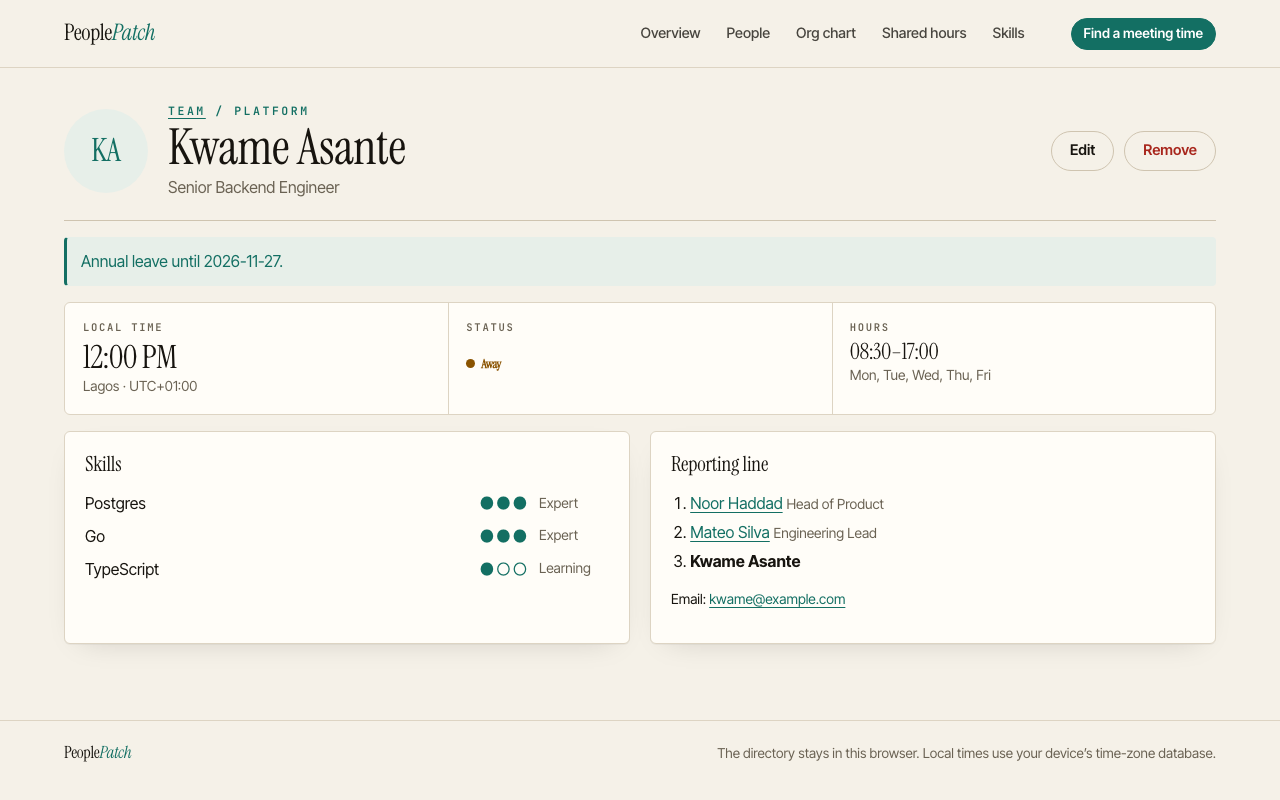 PeoplePatch
Overview People Org chart Shared hours Skills Find a meeting time
KA
TEAM / PLATFORM
Kwame Asante
Senior Backend Engineer
Edit Remove
Annual leave until 2026-11-27.
LOCAL TIME
12:00 PM
Lagos · UTC+01:00
STATUS
Away
HOURS
08:30–17:00
Mon, Tue, Wed, Thu, Fri
Skills
Postgres Expert
Go Expert
TypeScript Learning
Reporting line
1. Noor Haddad Head of Product
2. Mateo Silva Engineering Lead
3. Kwame Asante
Email: kwame@example.com
PeoplePatch
The directory stays in this browser. Local times use your device’s time-zone database.